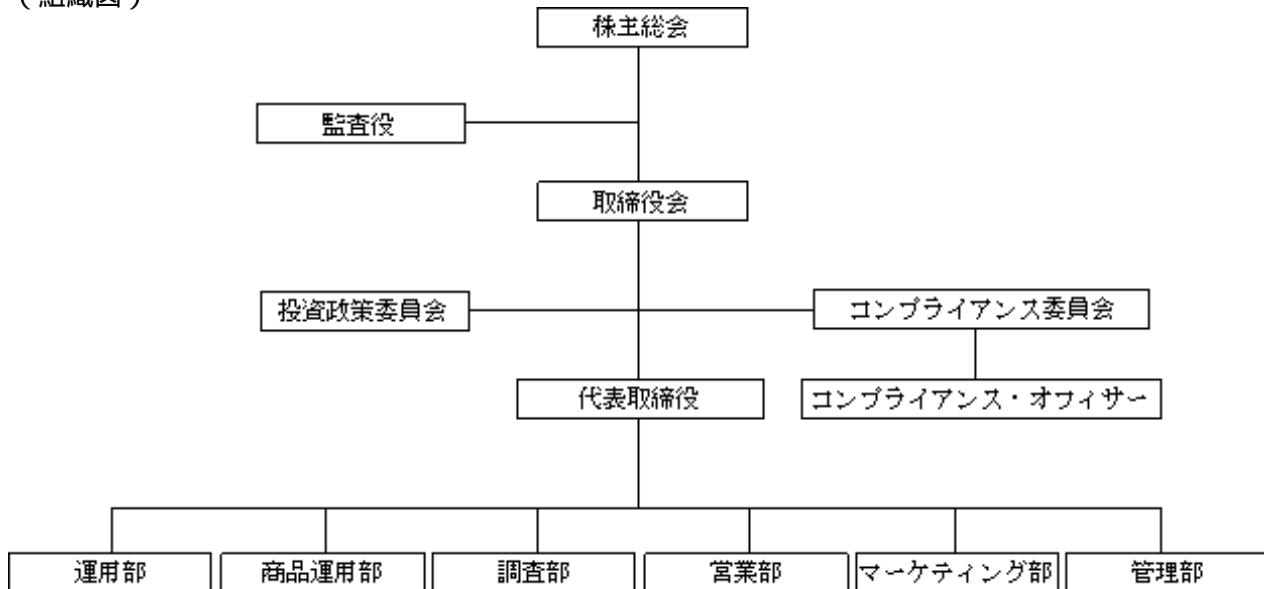 (組織図)
株主総会
監査役
取締役会
投資政策委員会
コンプライアンス委員会
代表取締役
コンプライアンス・オフィサー
運用部
商品運用部
調査部
営業部
マーケティング部
管理部